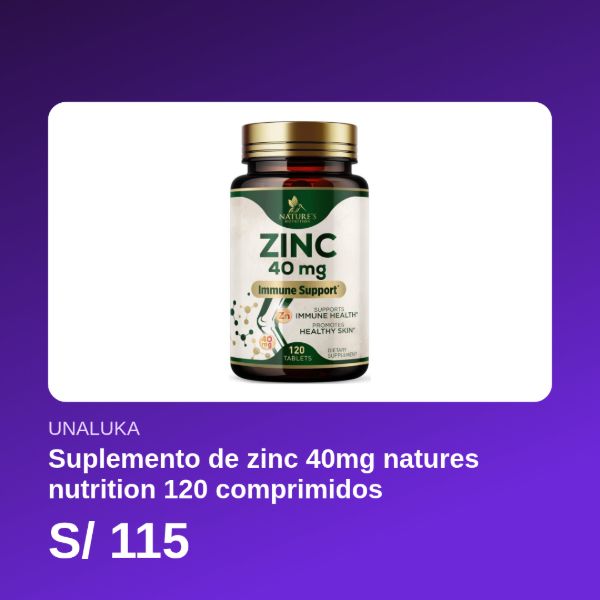 NATURE'S
NUTRITION
ZINC
40 mg
Immune Support*
SUPPORTS
Zn IMMUNE HEALTH*
PROMOTES
HEALTHY SKIN*
40
mg
120
TABLETS
DIETARY
SUPPLEMENT
UNALUKA
Suplemento de zinc 40mg natures
nutrition 120 comprimidos
S/ 115